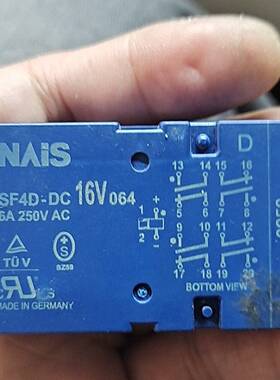 NAiS
SF4D-DC 16V 064
6A 250V AC
D
13 14 15 16
5 6 7 8
+
1
2
-
9 10 11 12
17 18 19 20
BOTTOM VIEW
TÜV
MADE IN GERMANY